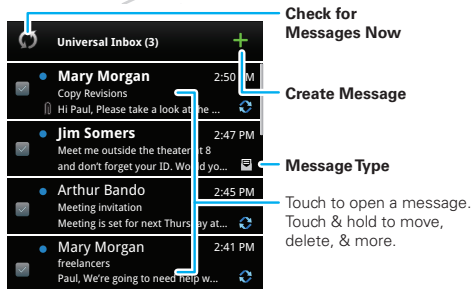 Check for
Messages Now
Universal Inbox (3)
Create Message
Mary Morgan 2:50 PM
Copy Revisions
Hi Paul, Please take a look at the ...
Jim Somers 2:47 PM
Meet me outside the theater at 8
and don't forget your ID. Would yo...
Message Type
Arthur Bando 2:45 PM
Meeting invitation
Meeting is set for next Thursday at...
Touch to open a message.
Touch & hold to move,
delete, & more.
Mary Morgan 2:41 PM
freelancers
Paul, We're going to need help w...